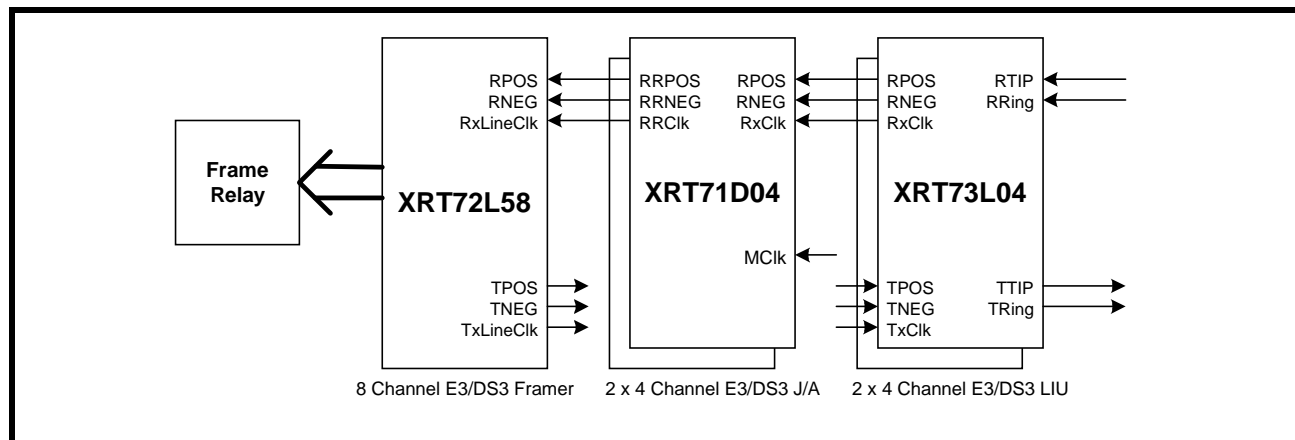 Frame
Relay
RPOS
RNEG
RxLineClk
XRT72L58
TPOS
TNEG
TxLineClk
8 Channel E3/DS3 Framer
RRPOS
RRNEG
RRClk
RPOS
RNEG
RxClk
XRT71D04
MClk
2 x 4 Channel E3/DS3 J/A
RPOS
RNEG
RxClk
RTIP
RRing
XRT73L04
TPOS
TNEG
TxClk
TTIP
TRing
2 x 4 Channel E3/DS3 LIU